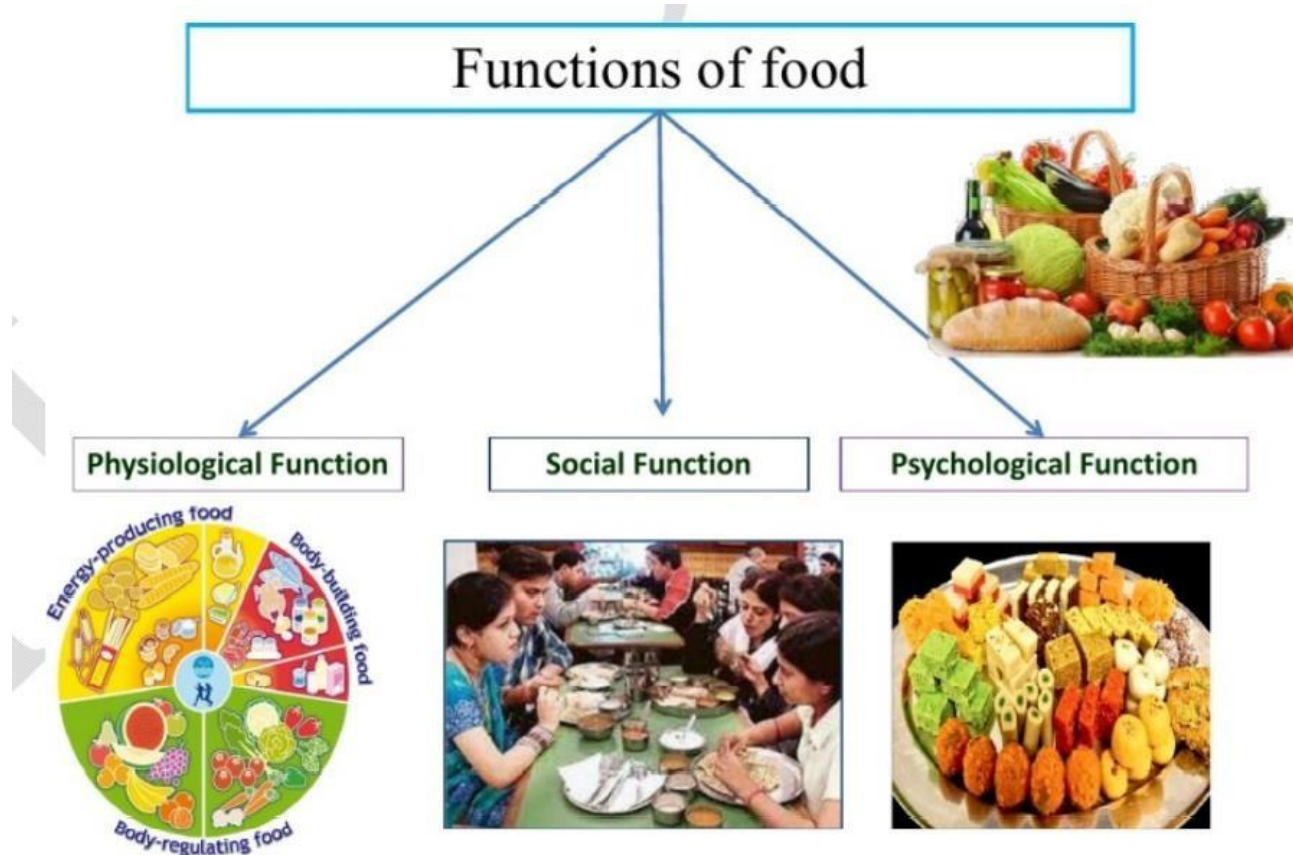 Functions of food
Physiological Function
Social Function
Psychological Function
Energy-producing food
Body-building food
Body-regulating food